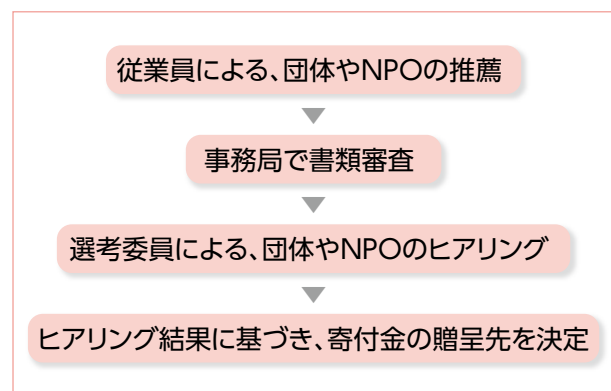 従業員による、団体やNPOの推薦
事務局で書類審査
選考委員による、団体やNPOのヒアリング
ヒアリング結果に基づき、寄付金の贈呈先を決定